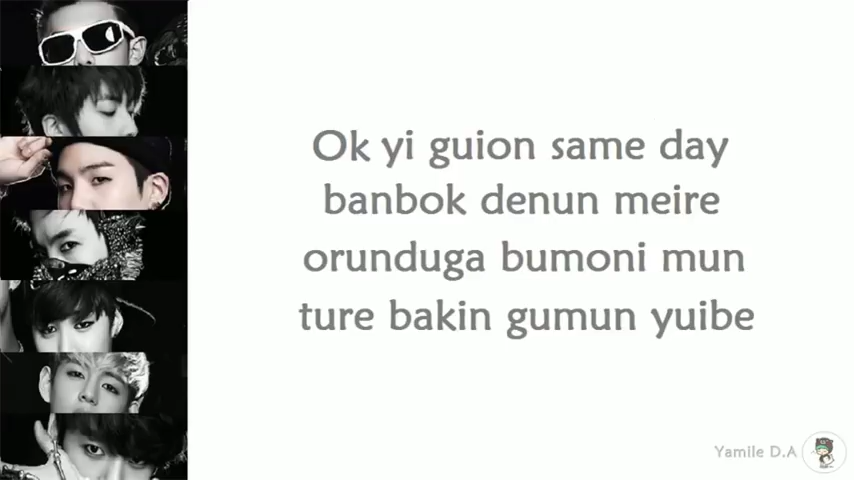 Ok yi guion same day
banbok denun meire
orunduga bumoni mun
ture bakin gumun yuibe
Yamile D.A